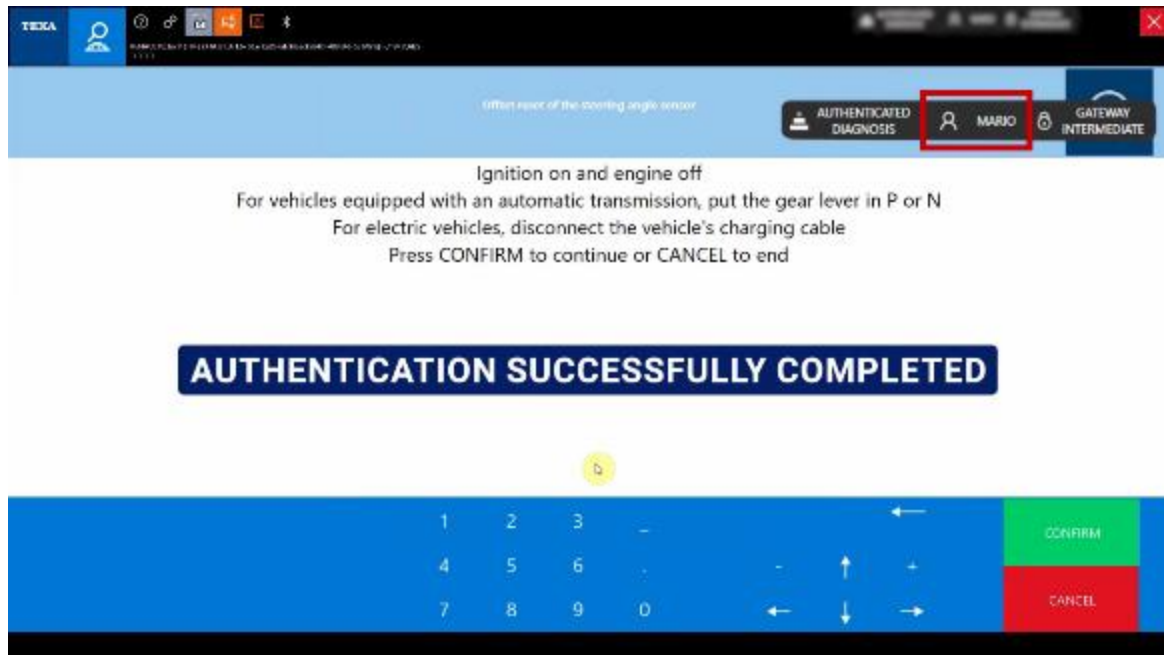 TEXA
Offset reset of the steering angle sensor
AUTHENTICATED
DIAGNOSIS
MARIO
GATEWAY
INTERMEDIATE
Ignition on and engine off
For vehicles equipped with an automatic transmission, put the gear lever in P or N
For electric vehicles, disconnect the vehicle's charging cable
Press CONFIRM to continue or CANCEL to end
AUTHENTICATION SUCCESSFULLY COMPLETED
1 2 3 _
CONFIRM
4 5 6 . - +
7 8 9 0
CANCEL